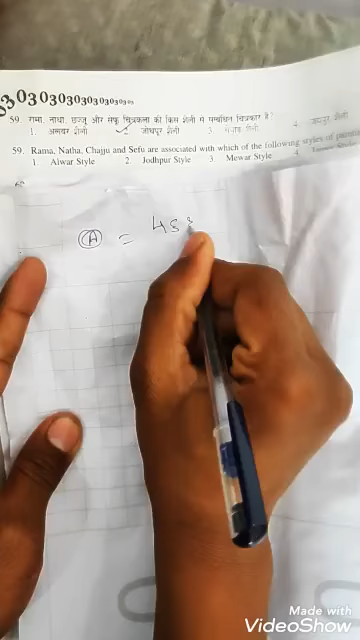 030303030303030303
59. रामा, नाथा, छज्जू और सेफू चित्रकला की किस शैली से सम्बंधित चित्रकार है?
1. अलवर शैली 2. जोधपुर शैली 3. मेवाड़ शैली 4. जयपुर शैली
59. Rama, Natha, Chajju and Sefu are associated with which of the following styles of
1. Alwar Style 2. Jodhpur Style 3. Mewar Style 4. Style
(A) = 45
Made with
VideoShow